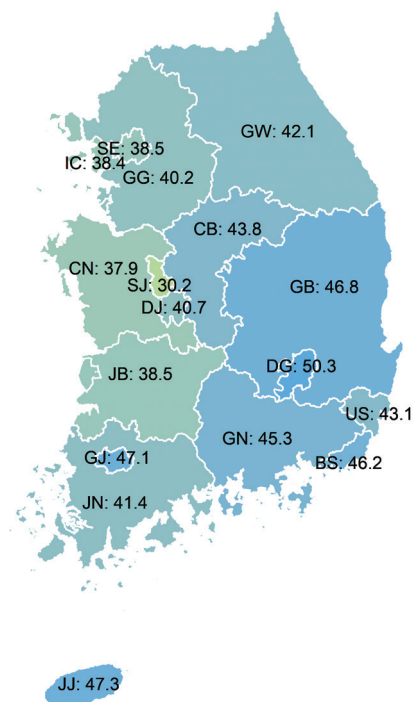 GW: 42.1
SE: 38.5
IC: 38.4
GG: 40.2
CB: 43.8
CN: 37.9
SJ: 30.2
GB: 46.8
DJ: 40.7
DG: 50.3
JB: 38.5
US: 43.1
GN: 45.3
GJ: 47.1
BS: 46.2
JN: 41.4
JJ: 47.3